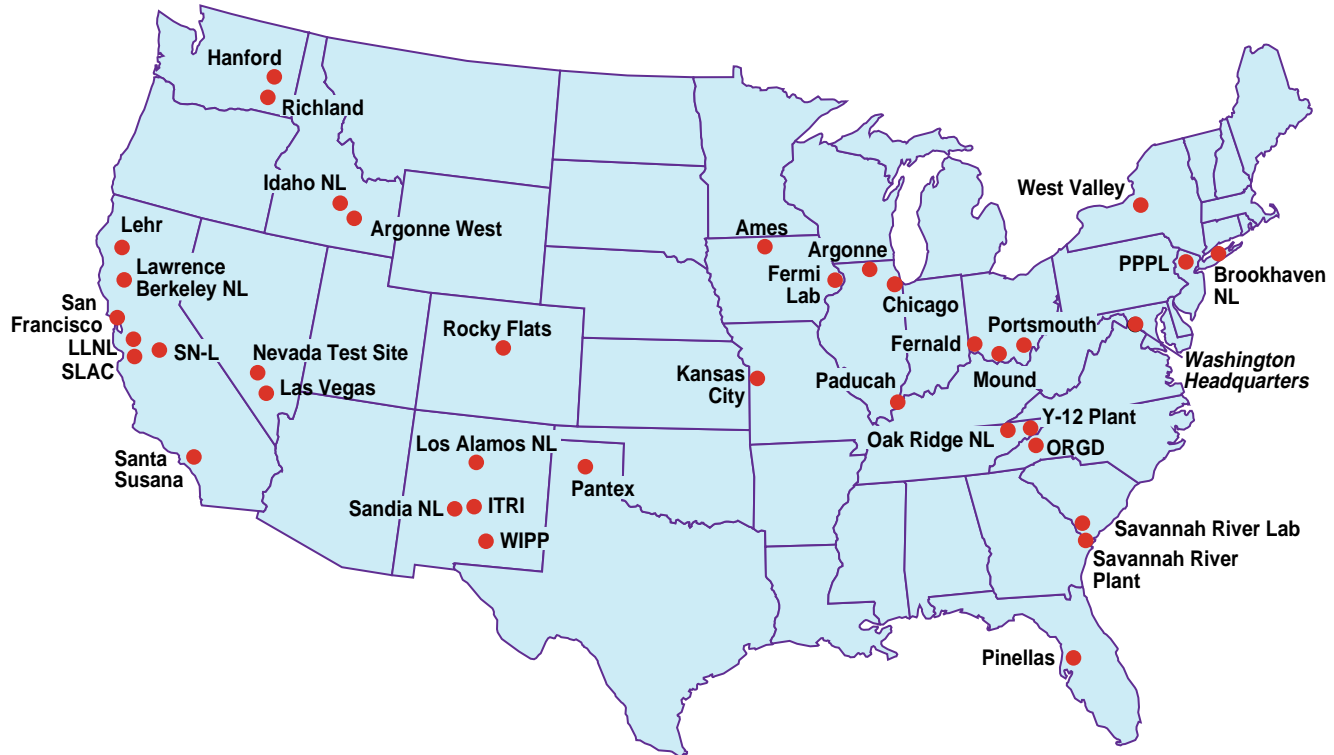 Hanford
Richland
Idaho NL
Argonne West
West Valley
Lehr
Ames
Argonne
Lawrence
Berkeley NL
Fermi
Lab
PPPL
Brookhaven
NL
San
Francisco
Chicago
Rocky Flats
Portsmouth
LLNL
SN-L
Nevada Test Site
Fernald
SLAC
Las Vegas
Kansas
City
Paducah
Mound
Washington
Headquarters
Y-12 Plant
Los Alamos NL
Oak Ridge NL
ORGD
Santa
Susana
Pantex
Sandia NL
ITRI
WIPP
Savannah River Lab
Savannah River
Plant
Pinellas